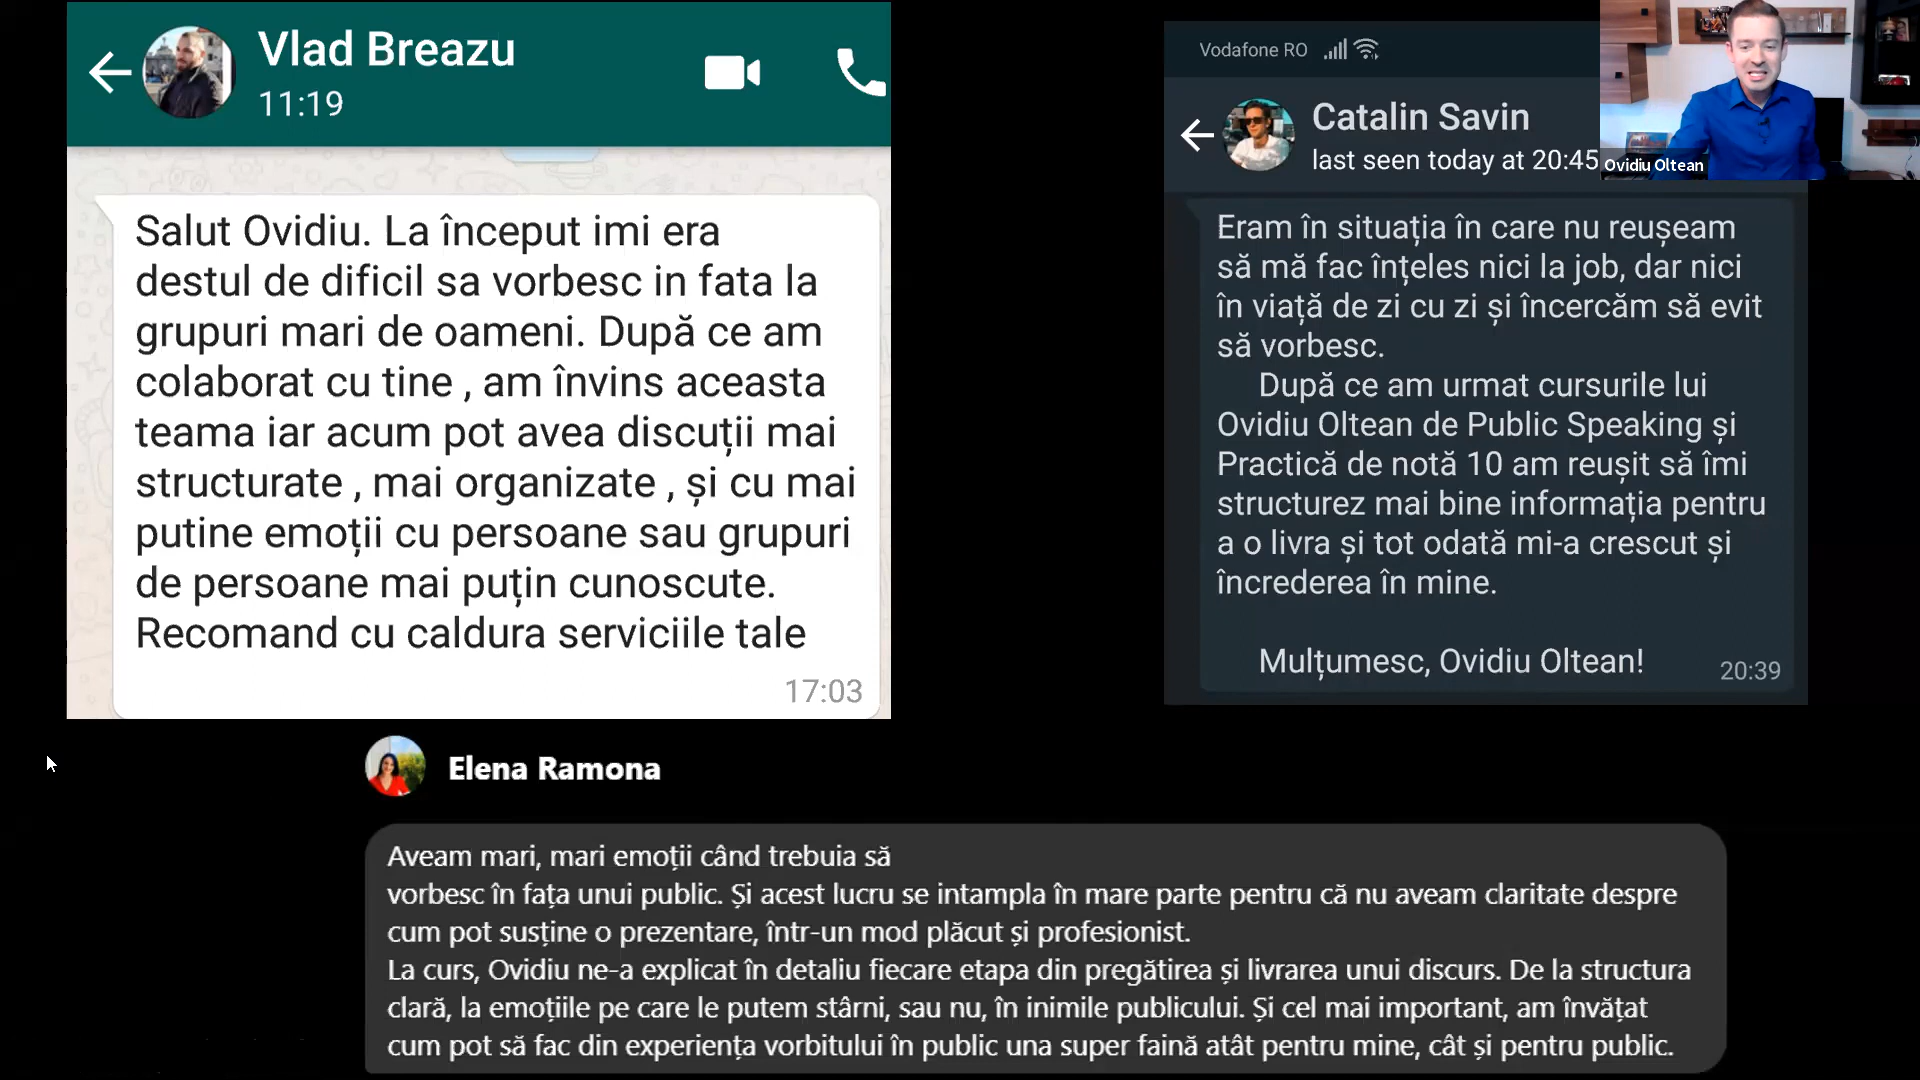 Vlad Breazu
11:19
Salut Ovidiu. La început imi era
destul de dificil sa vorbesc in fata la
grupuri mari de oameni. După ce am
colaborat cu tine , am învins aceasta
teama iar acum pot avea discuții mai
structurate , mai organizate , și cu mai
putine emoții cu persoane sau grupuri
de persoane mai puțin cunoscute.
Recomand cu caldura serviciile tale
17:03
Vodafone RO
Catalin Savin
last seen today at 20:45
Ovidiu Oltean
Eram în situația în care nu reușeam
să mă fac înțeles nici la job, dar nici
în viață de zi cu zi și încercăm să evit
să vorbesc.
După ce am urmat cursurile lui
Ovidiu Oltean de Public Speaking și
Practică de notă 10 am reușit să îmi
structurez mai bine informația pentru
a o livra și tot odată mi-a crescut și
încrederea în mine.
Mulțumesc, Ovidiu Oltean!
20:39
Elena Ramona
Aveam mari, mari emoții când trebuia să
vorbesc în fața unui public. Și acest lucru se intampla în mare parte pentru că nu aveam claritate despre
cum pot susține o prezentare, într-un mod plăcut și profesionist.
La curs, Ovidiu ne-a explicat în detaliu fiecare etapa din pregătirea și livrarea unui discurs. De la structura
clară, la emoțiile pe care le putem stârni, sau nu, în inimile publicului. Și cel mai important, am învățat
cum pot să fac din experiența vorbitului în public una super faină atât pentru mine, cât și pentru public.